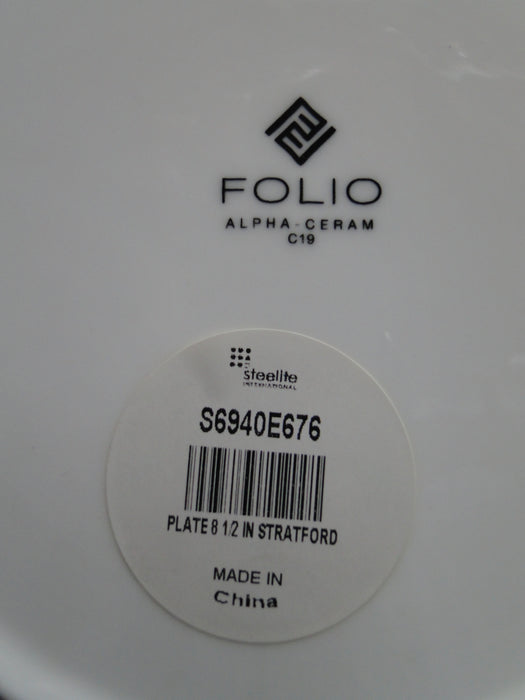 FOLIO
ALPHA-CERAM
C19
steelite
INTERNATIONAL
S6940E676
PLATE 8 1/2 IN STRATFORD
MADE IN
China